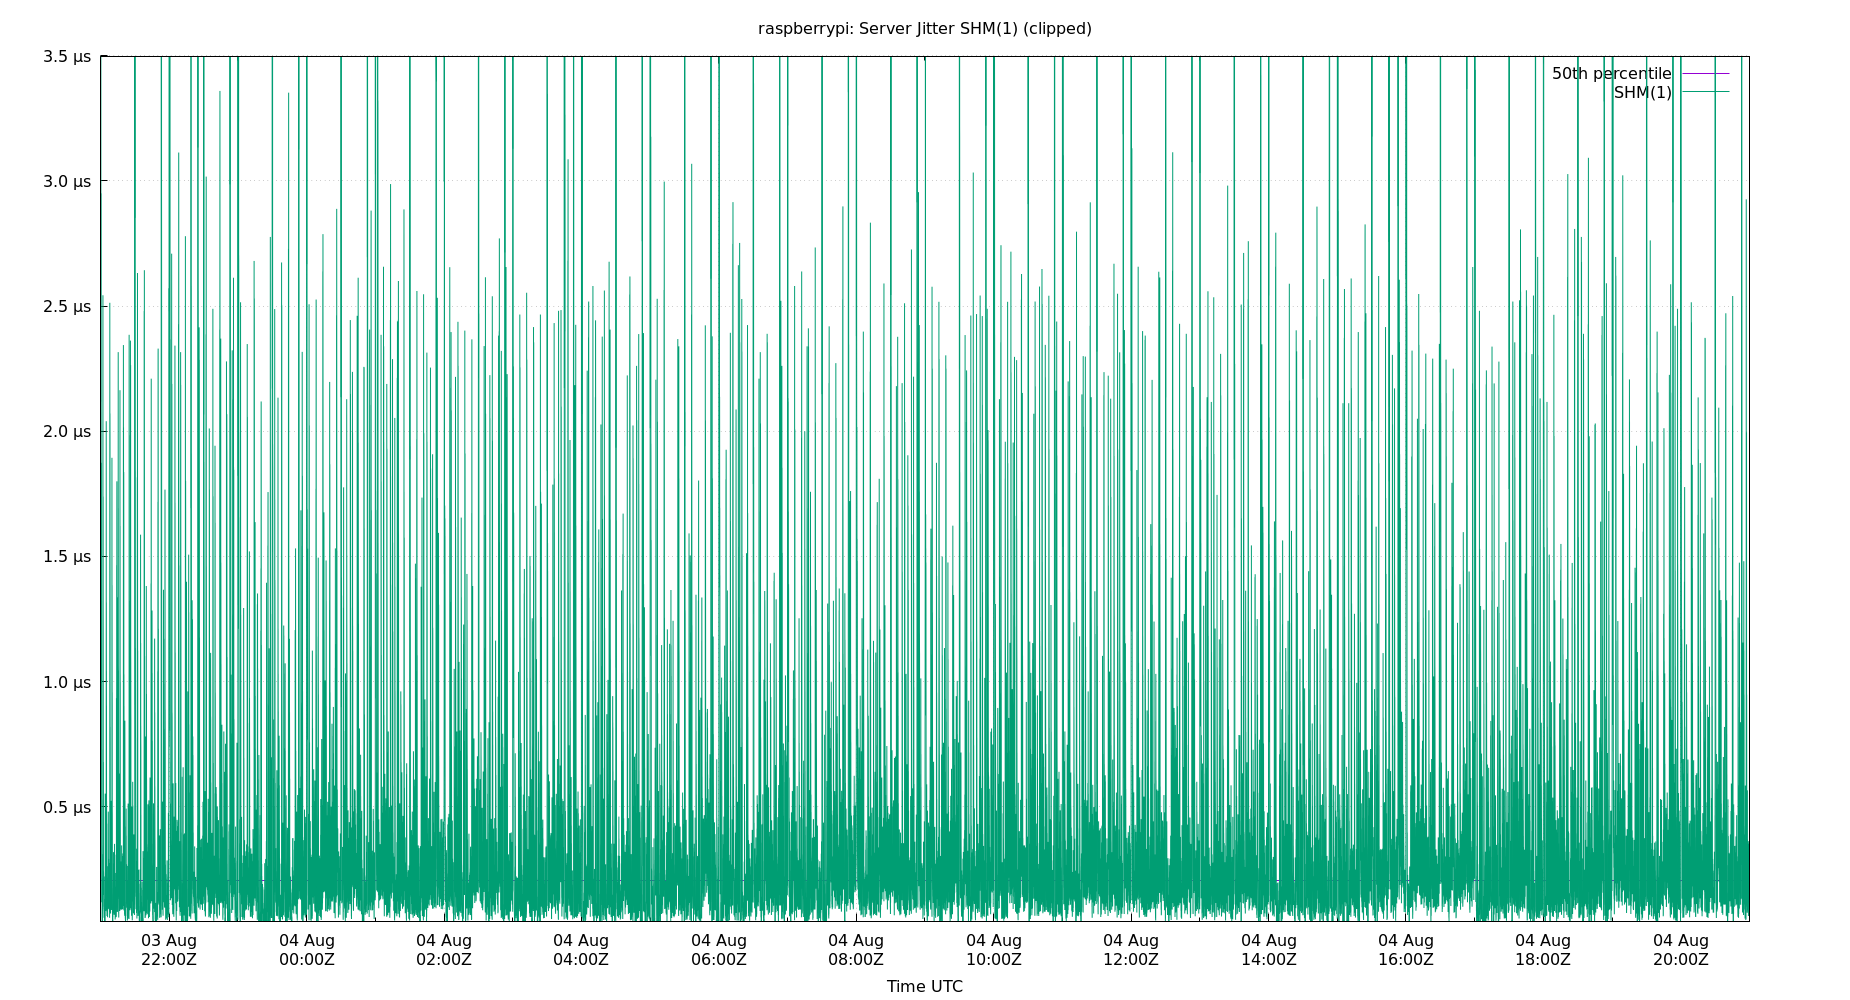 raspberrypi: Server Jitter SHM(1) (clipped)
3.5 µs
3.0 µs
2.5 µs
2.0 µs
1.5 µs
1.0 µs
0.5 µs
50th percentile
SHM(1)
03 Aug 04 Aug 04 Aug 04 Aug 04 Aug 04 Aug 04 Aug 04 Aug 04 Aug 04 Aug 04 Aug 04 Aug
22:00Z 00:00Z 02:00Z 04:00Z 06:00Z 08:00Z 10:00Z 12:00Z 14:00Z 16:00Z 18:00Z 20:00Z
Time UTC